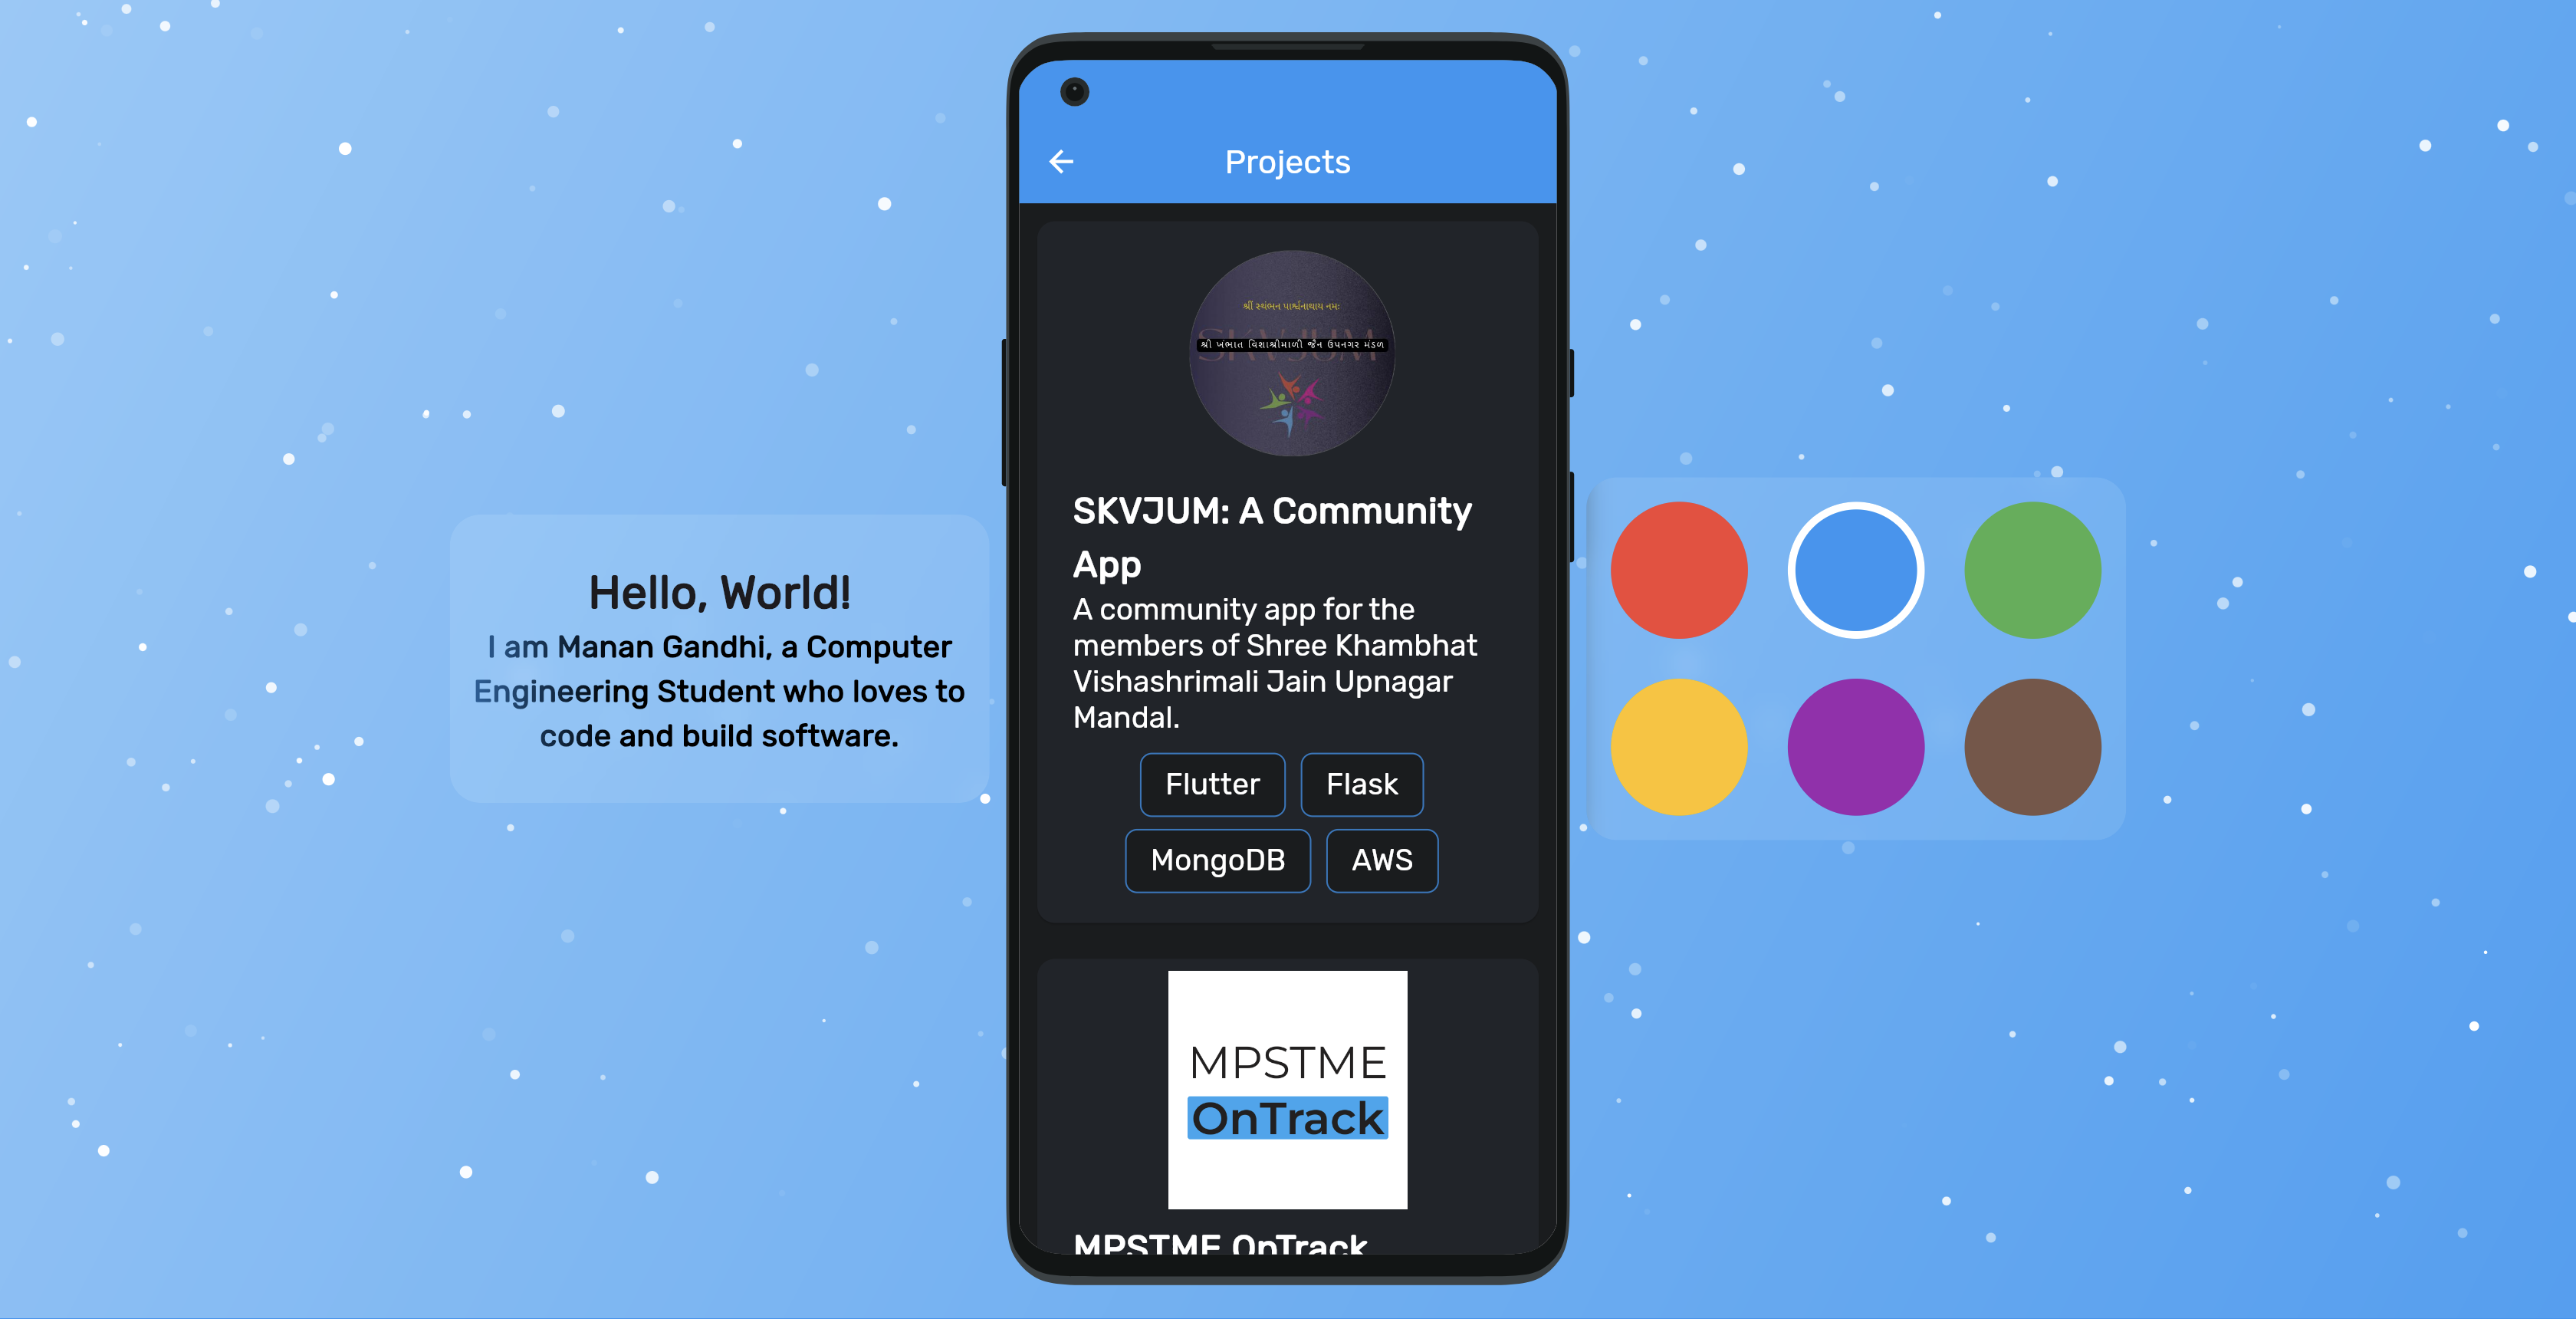 Hello, World!
I am Manan Gandhi, a Computer
Engineering Student who loves to
code and build software.
Projects
શ્રી સ્થંભન પાર્શ્વનાથાય નમઃ
SKVJUM
શ્રી ખંભાત વિશાશ્રીમાળી જૈન ઉપનગર મંડળ
SKVJUM: A Community
App
A community app for the
members of Shree Khambhat
Vishashrimali Jain Upnagar
Mandal.
Flutter
Flask
MongoDB
AWS
MPSTME
OnTrack
MPSTME OnTrack